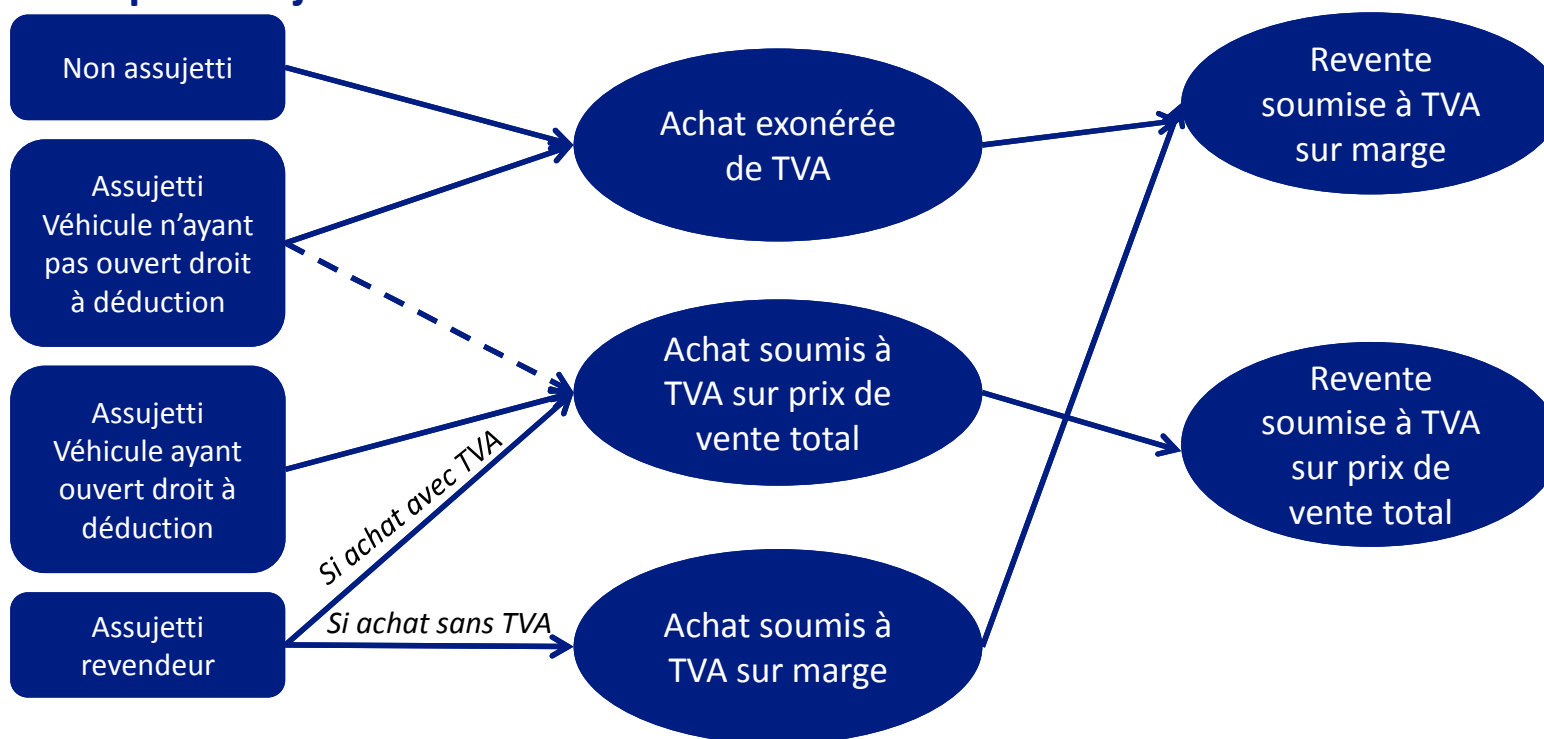 Non assujetti
Assujetti
Véhicule n’ayant
pas ouvert droit
à déduction
Assujetti
Véhicule ayant
ouvert droit à
déduction
Assujetti
revendeur
Si achat avec TVA
Si achat sans TVA
Achat exonérée
de TVA
Achat soumis à
TVA sur prix de
vente total
Achat soumis à
TVA sur marge
Revente
soumise à TVA
sur marge
Revente
soumise à TVA
sur prix de
vente total